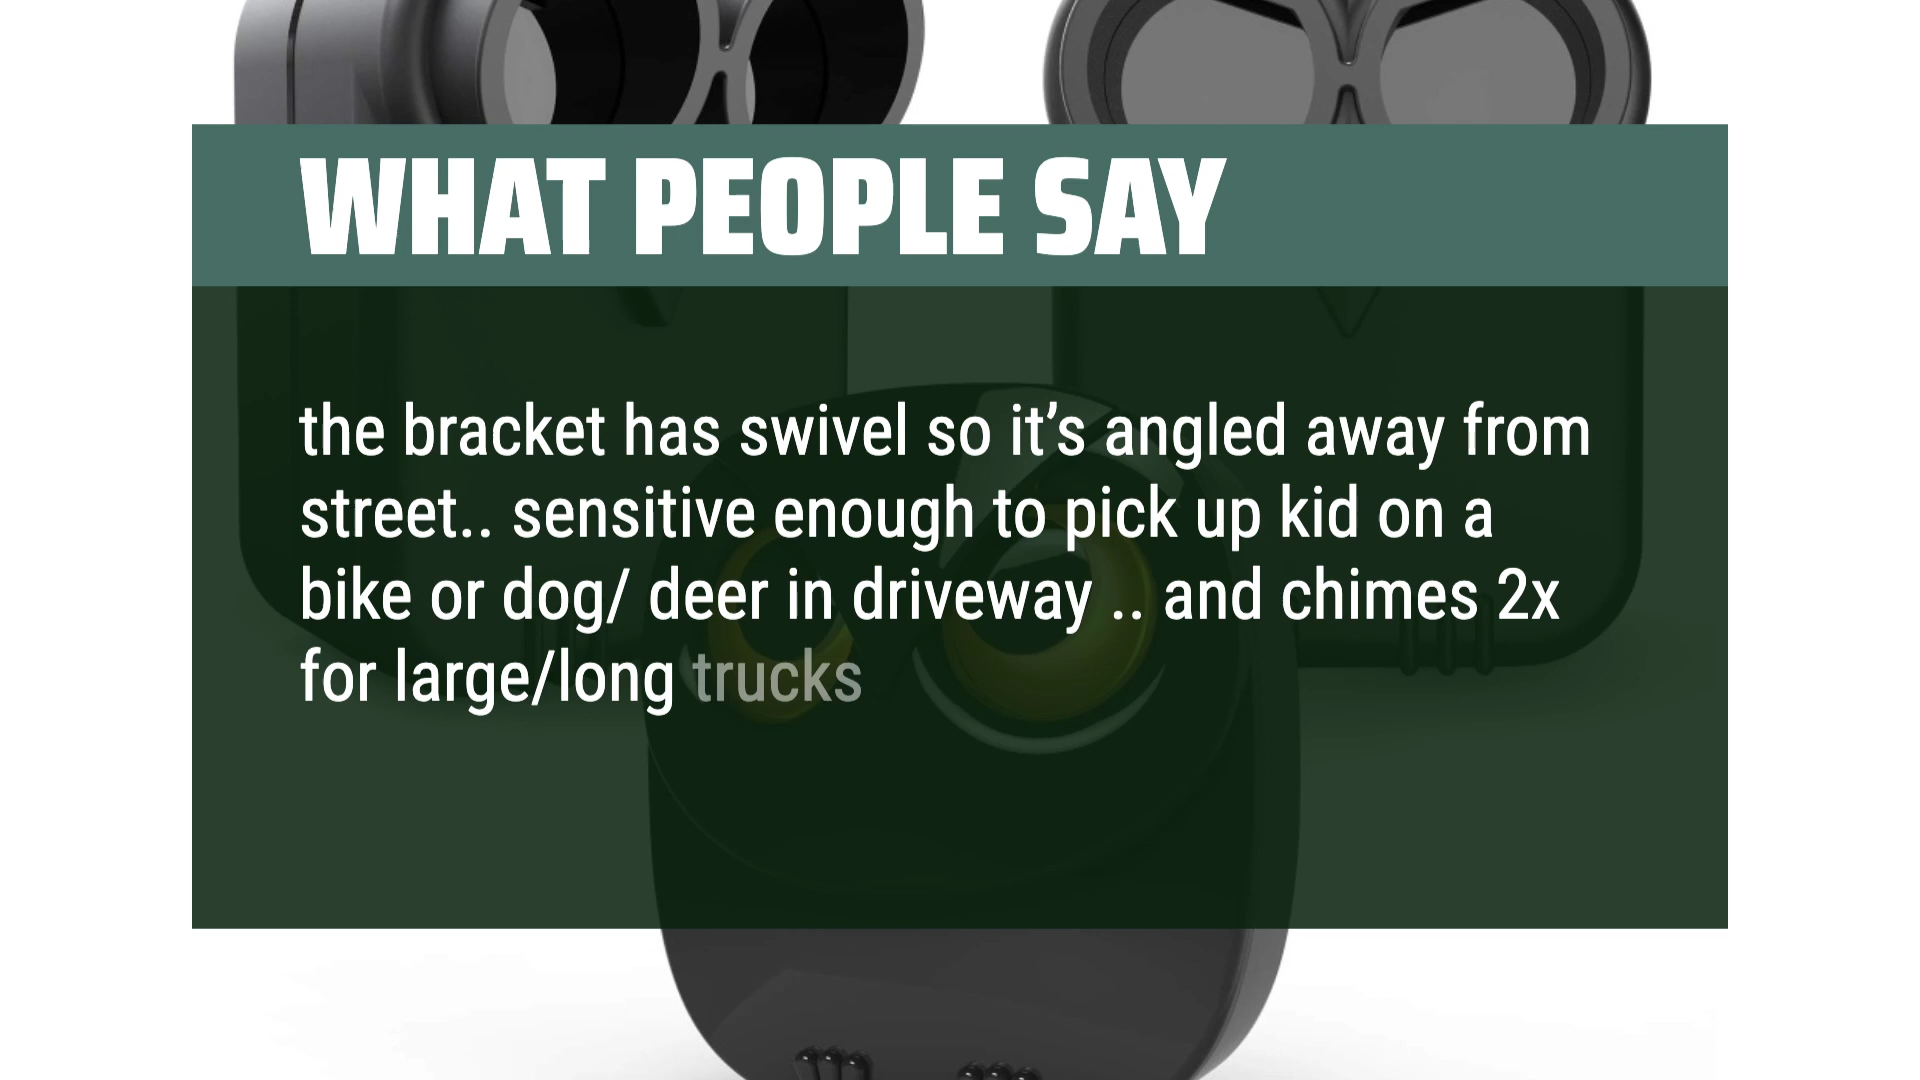 WHAT PEOPLE SAY
the bracket has swivel so it’s angled away from
street.. sensitive enough to pick up kid on a
bike or dog/ deer in driveway .. and chimes 2x
for large/long trucks